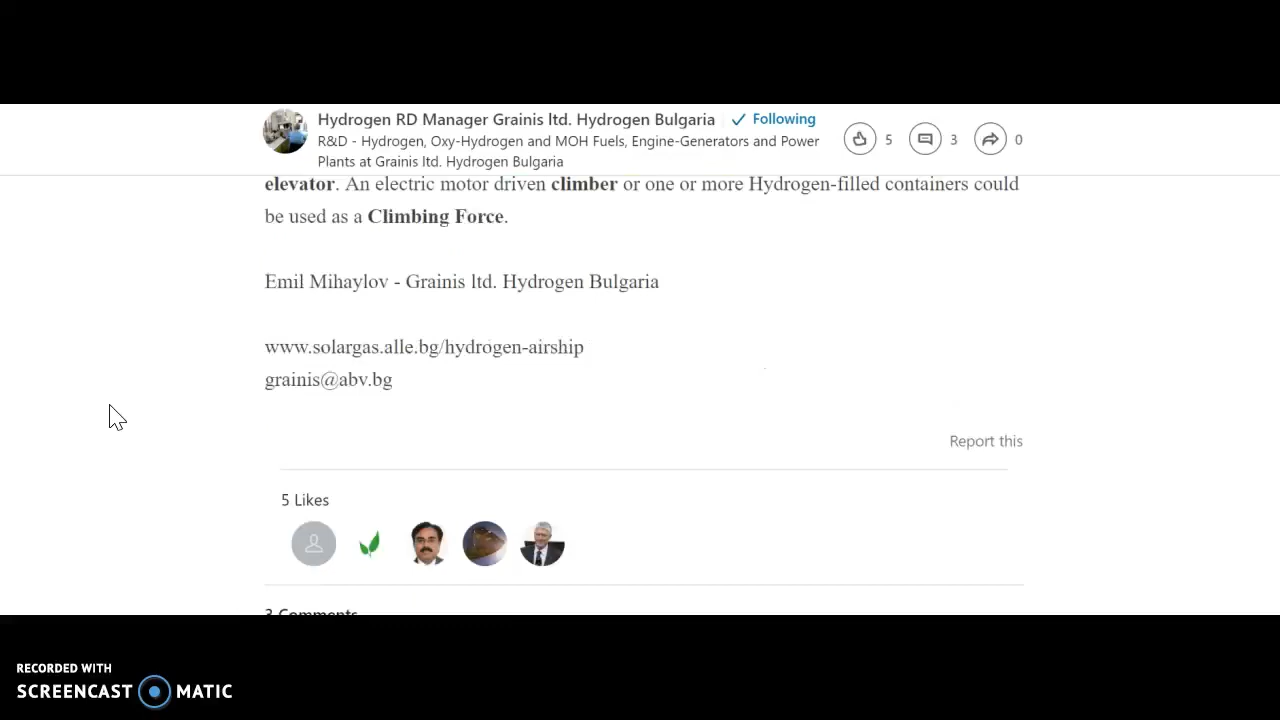 Hydrogen RD Manager Grainis ltd. Hydrogen Bulgaria Following
R&D - Hydrogen, Oxy-Hydrogen and MOH Fuels, Engine-Generators and Power
Plants at Grainis ltd. Hydrogen Bulgaria
5 3 0
elevator. An electric motor driven climber or one or more Hydrogen-filled containers could
be used as a Climbing Force.
Emil Mihaylov - Grainis ltd. Hydrogen Bulgaria
www.solargas.alle.bg/hydrogen-airship
grainis@abv.bg
Report this
5 Likes
3 Comments
RECORDED WITH
SCREENCAST MATIC